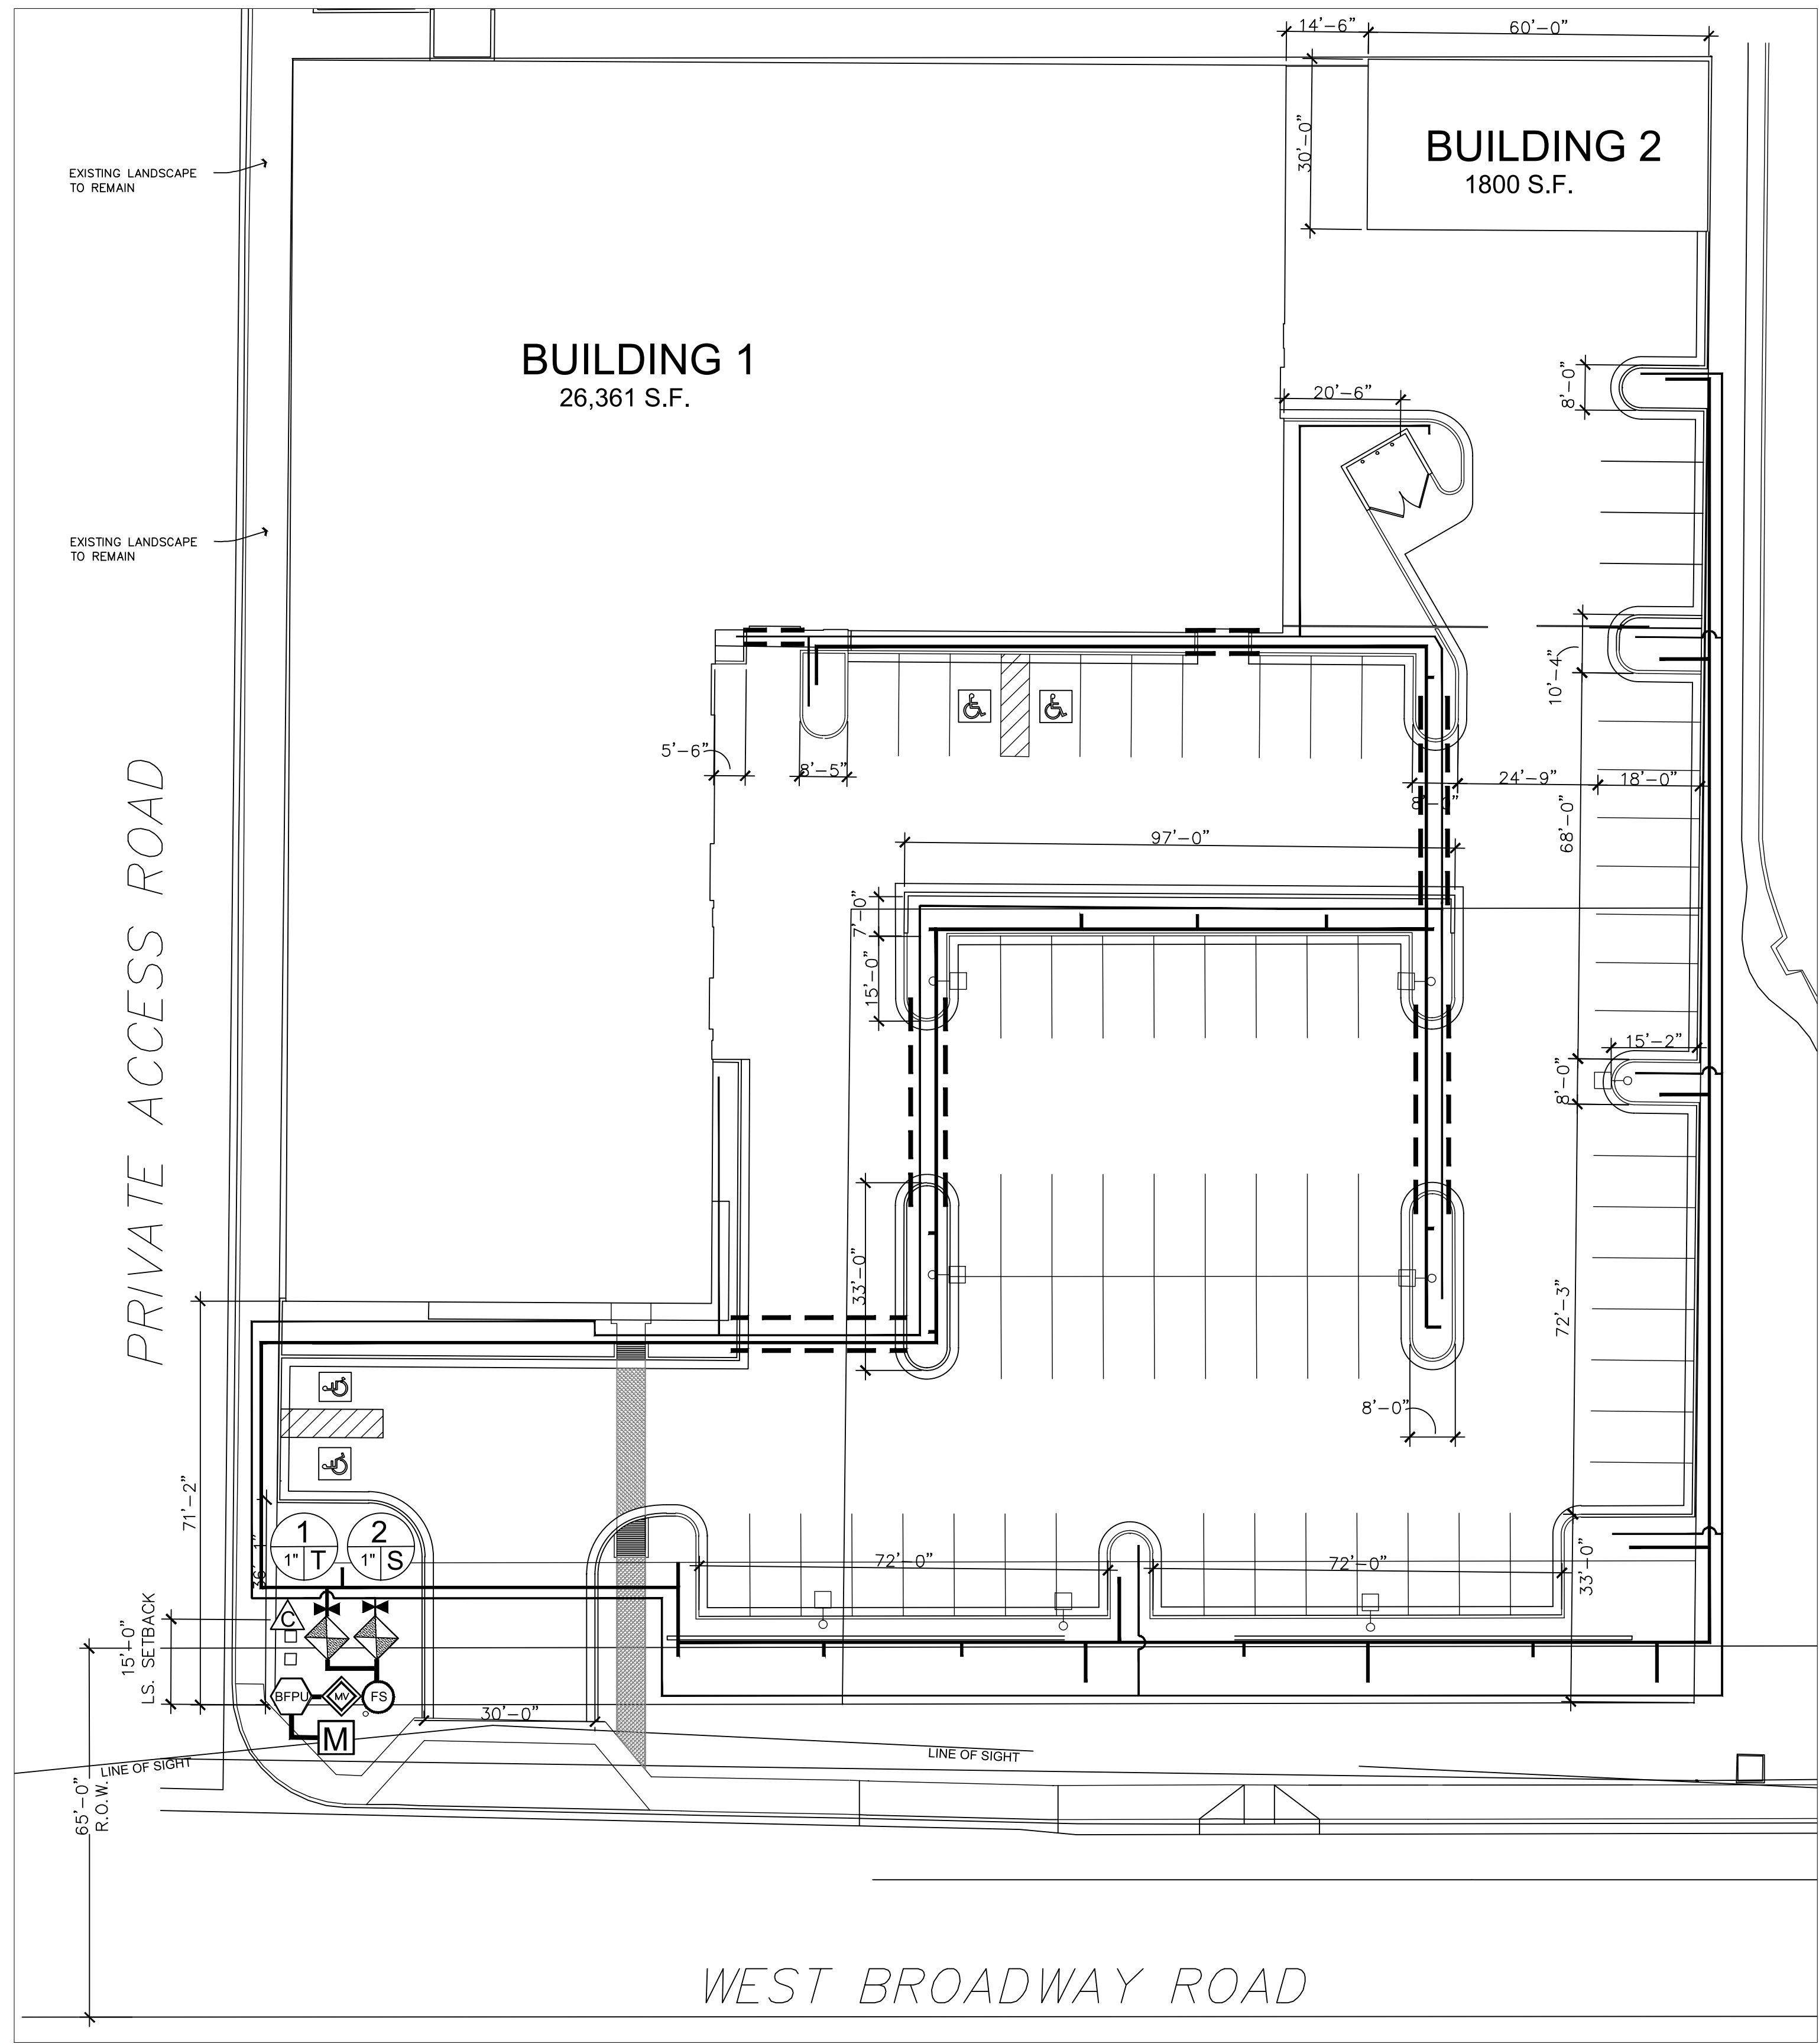 14'-6"
60'-0"
30'-0"
BUILDING 2
1800 S.F.
EXISTING LANDSCAPE
TO REMAIN
BUILDING 1
26,361 S.F.
8'-0"
20'-6"
EXISTING LANDSCAPE
TO REMAIN
10'-4"
5'-6"
8'-5"
8'-0"
24'-9"
18'-0"
68'-0"
97'-0"
7'-0"
15'-0"
15'-2"
8'-0"
PRIVATE ACCESS ROAD
33'-0"
72'-3"
8'-0"
71'-2"
36'-1"
1
1" T
2
1" S
72'-0"
72'-0"
33'-0"
15'-0"
L.S. SETBACK
C
BFPU
MV
FS
M
30'-0"
LINE OF SIGHT
LINE OF SIGHT
65'-0"
R.O.W.
WEST BROADWAY ROAD